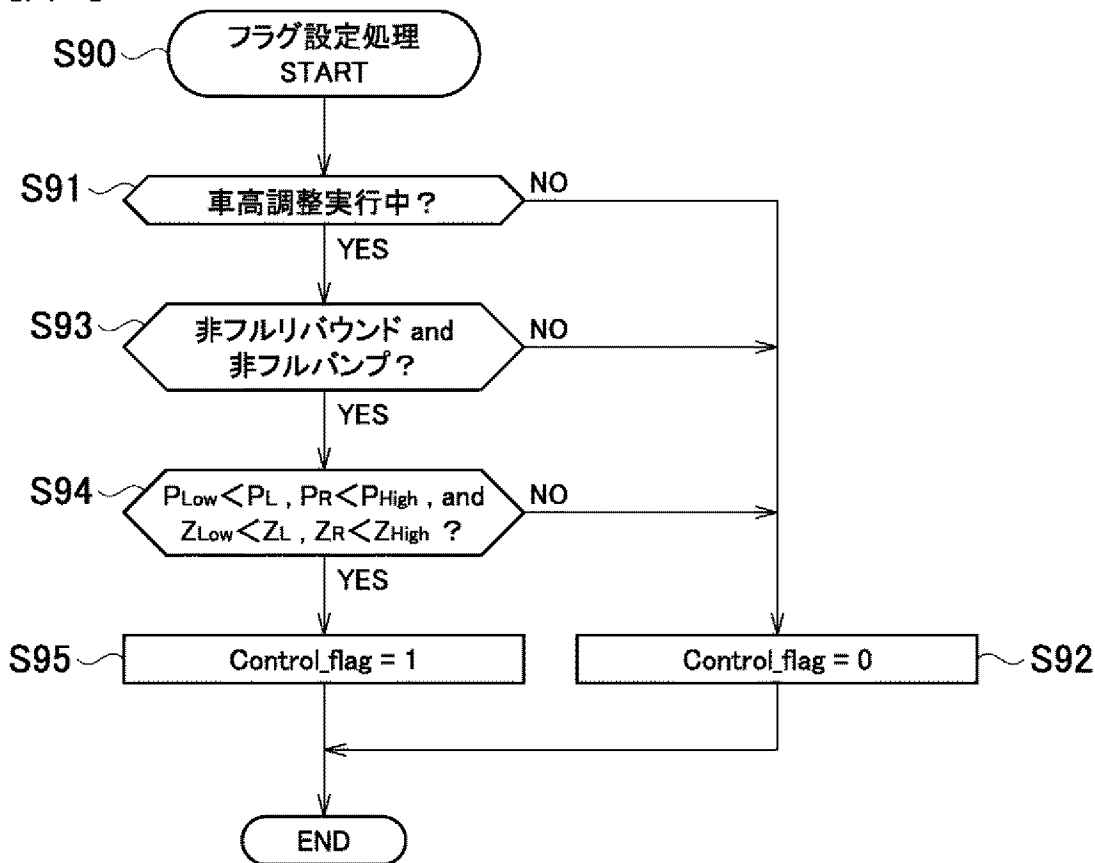 S90
フラグ設定処理
START
S91
車高調整実行中？
NO
YES
S93
非フルリバウンド and
非フルバンプ？
NO
YES
S94
PLow＜PL , PR＜PHigh , and
ZLow＜ZL , ZR＜ZHigh ？
NO
YES
S95
Control_flag = 1
Control_flag = 0
S92
END